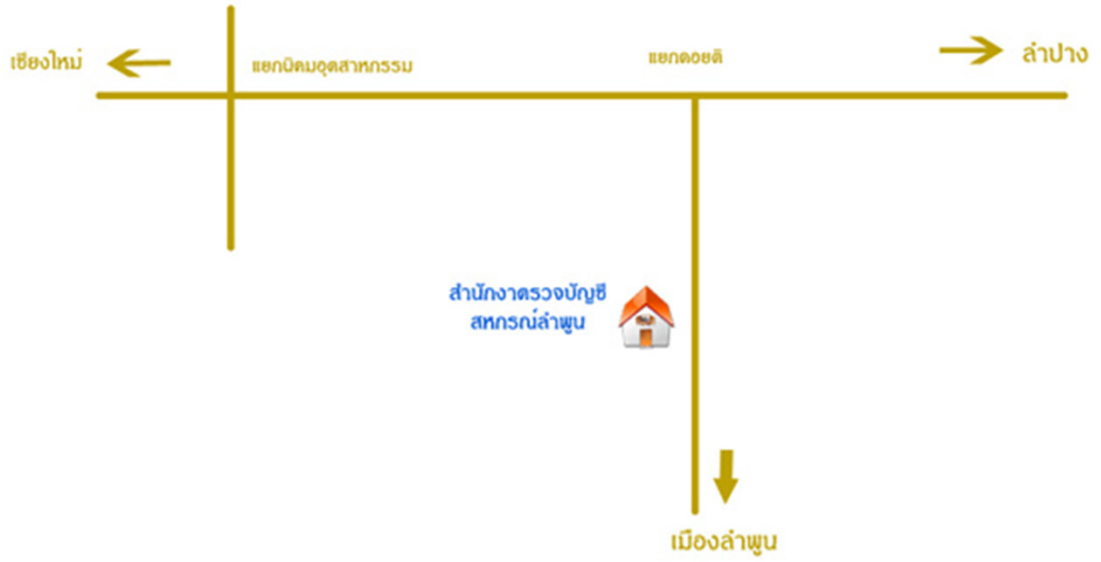 เชียงใหม่
แยกนิคมอุตสาหกรรม
แยกดอยติ
ลำปาง
สำนักงาตรวจบัญชี
สหกรณ์ลำพูน
เมืองลำพูน